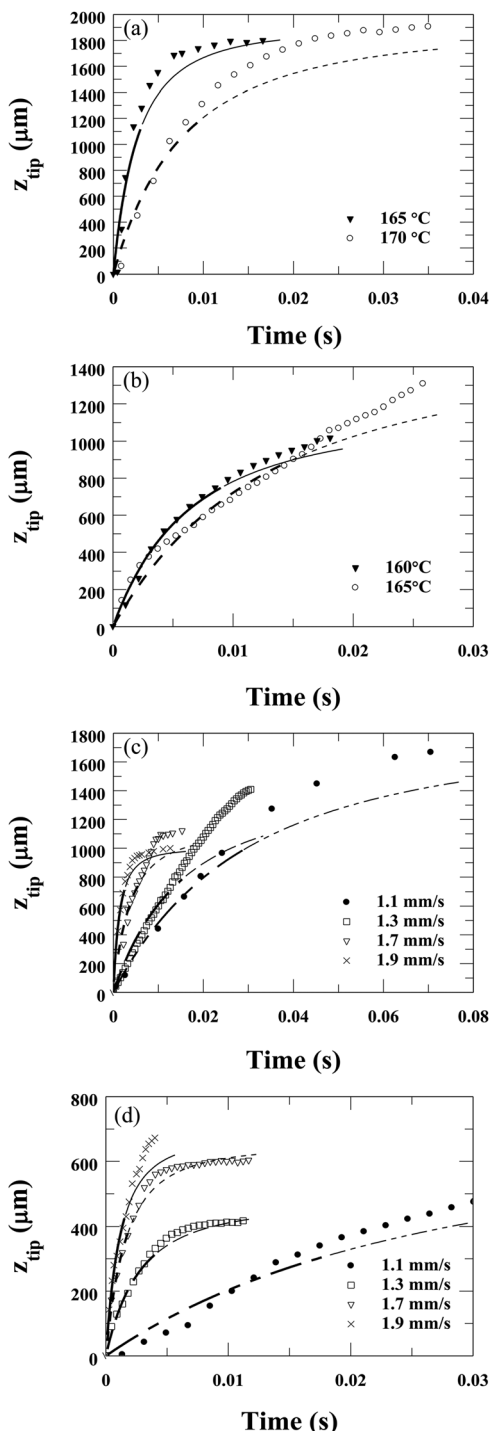 (a)
2000
1800
1600
1400
1200
1000
800
600
400
200
0
z_tip (μm)
165 °C
170 °C
0 0.01 0.02 0.03 0.04
Time (s)
(b)
1400
1200
1000
800
600
400
200
0
z_tip (μm)
160°C
165°C
0 0.01 0.02 0.03
Time (s)
(c)
1800
1600
1400
1200
1000
800
600
400
200
0
z_tip (μm)
1.1 mm/s
1.3 mm/s
1.7 mm/s
1.9 mm/s
0 0.02 0.04 0.06 0.08
Time (s)
(d)
800
600
400
200
0
z_tip (μm)
1.1 mm/s
1.3 mm/s
1.7 mm/s
1.9 mm/s
0 0.01 0.02 0.03
Time (s)